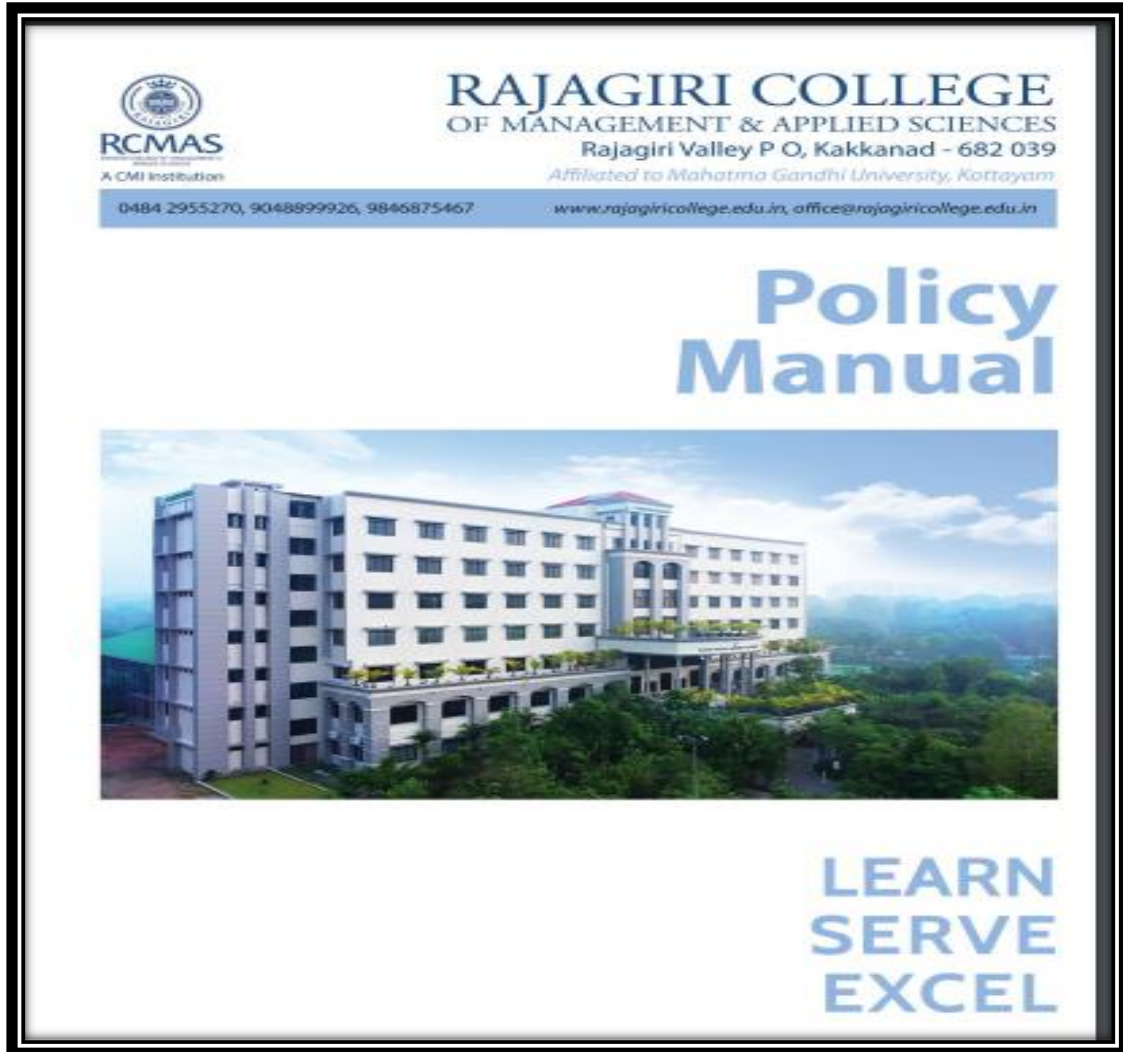 RCMAS
A CMI Institution
RAJAGIRI COLLEGE
OF MANAGEMENT & APPLIED SCIENCES
Rajagiri Valley P O, Kakkanad - 682 039
Affiliated to Mahatma Gandhi University, Kottayam
0484 2955270, 9048899926, 9846875467
www.rajagiricollege.edu.in, office@rajagiricollege.edu.in
Policy
Manual
LEARN
SERVE
EXCEL